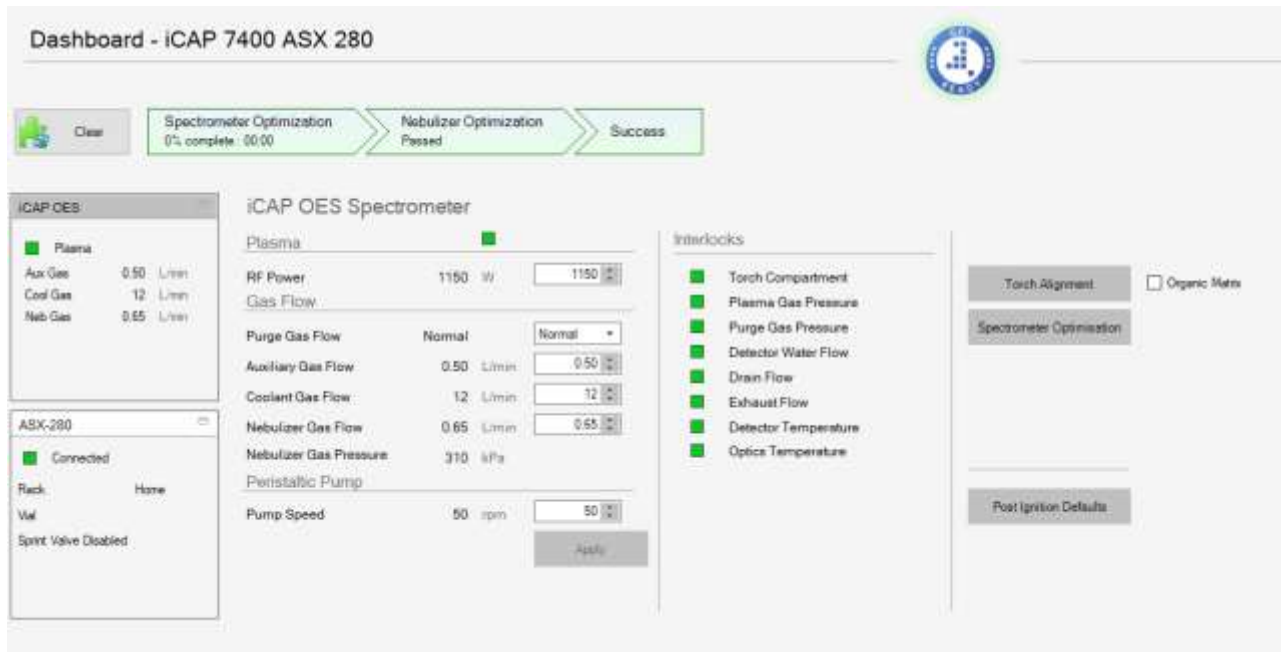 Dashboard - iCAP 7400 ASX 280
GET
READY
Clear
Spectrometer Optimization
0% complete : 00:00
Nebulizer Optimization
Passed
Success
iCAP OES
Plasma
Aux Gas 0.50 L/min
Cool Gas 12 L/min
Neb Gas 0.65 L/min
ASX-280
Connected
Rack Home
Vial
Sprint Valve Disabled
iCAP OES Spectrometer
Plasma
RF Power 1150 W 1150
Gas Flow
Purge Gas Flow Normal Normal
Auxiliary Gas Flow 0.50 L/min 0.50
Coolant Gas Flow 12 L/min 12
Nebulizer Gas Flow 0.65 L/min 0.65
Nebulizer Gas Pressure 310 kPa
Peristaltic Pump
Pump Speed 50 rpm 50
Apply
Interlocks
Torch Compartment
Plasma Gas Pressure
Purge Gas Pressure
Detector Water Flow
Drain Flow
Exhaust Flow
Detector Temperature
Optics Temperature
Torch Alignment
Organic Matrix
Spectrometer Optimisation
Post Ignition Defaults